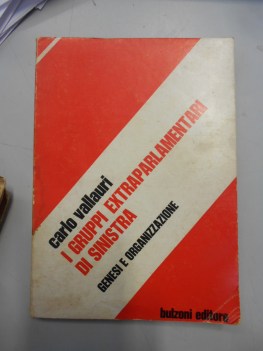 carlo vallauri
I GRUPPI EXTRAPARLAMENTARI
DI SINISTRA
GENESI E ORGANIZZAZIONE
bulzoni editore